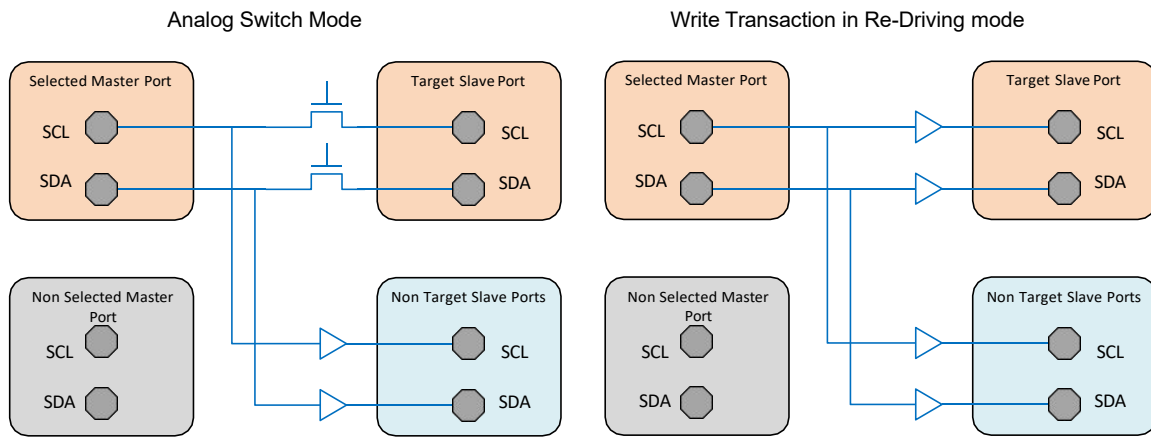 Analog Switch Mode
Selected Master Port
SCL
SDA
Target Slave Port
SCL
SDA
Non Selected Master
Port
SCL
SDA
Non Target Slave Ports
SCL
SDA
Write Transaction in Re-Driving mode
Selected Master Port
SCL
SDA
Target Slave Port
SCL
SDA
Non Selected Master
Port
SCL
SDA
Non Target Slave Ports
SCL
SDA